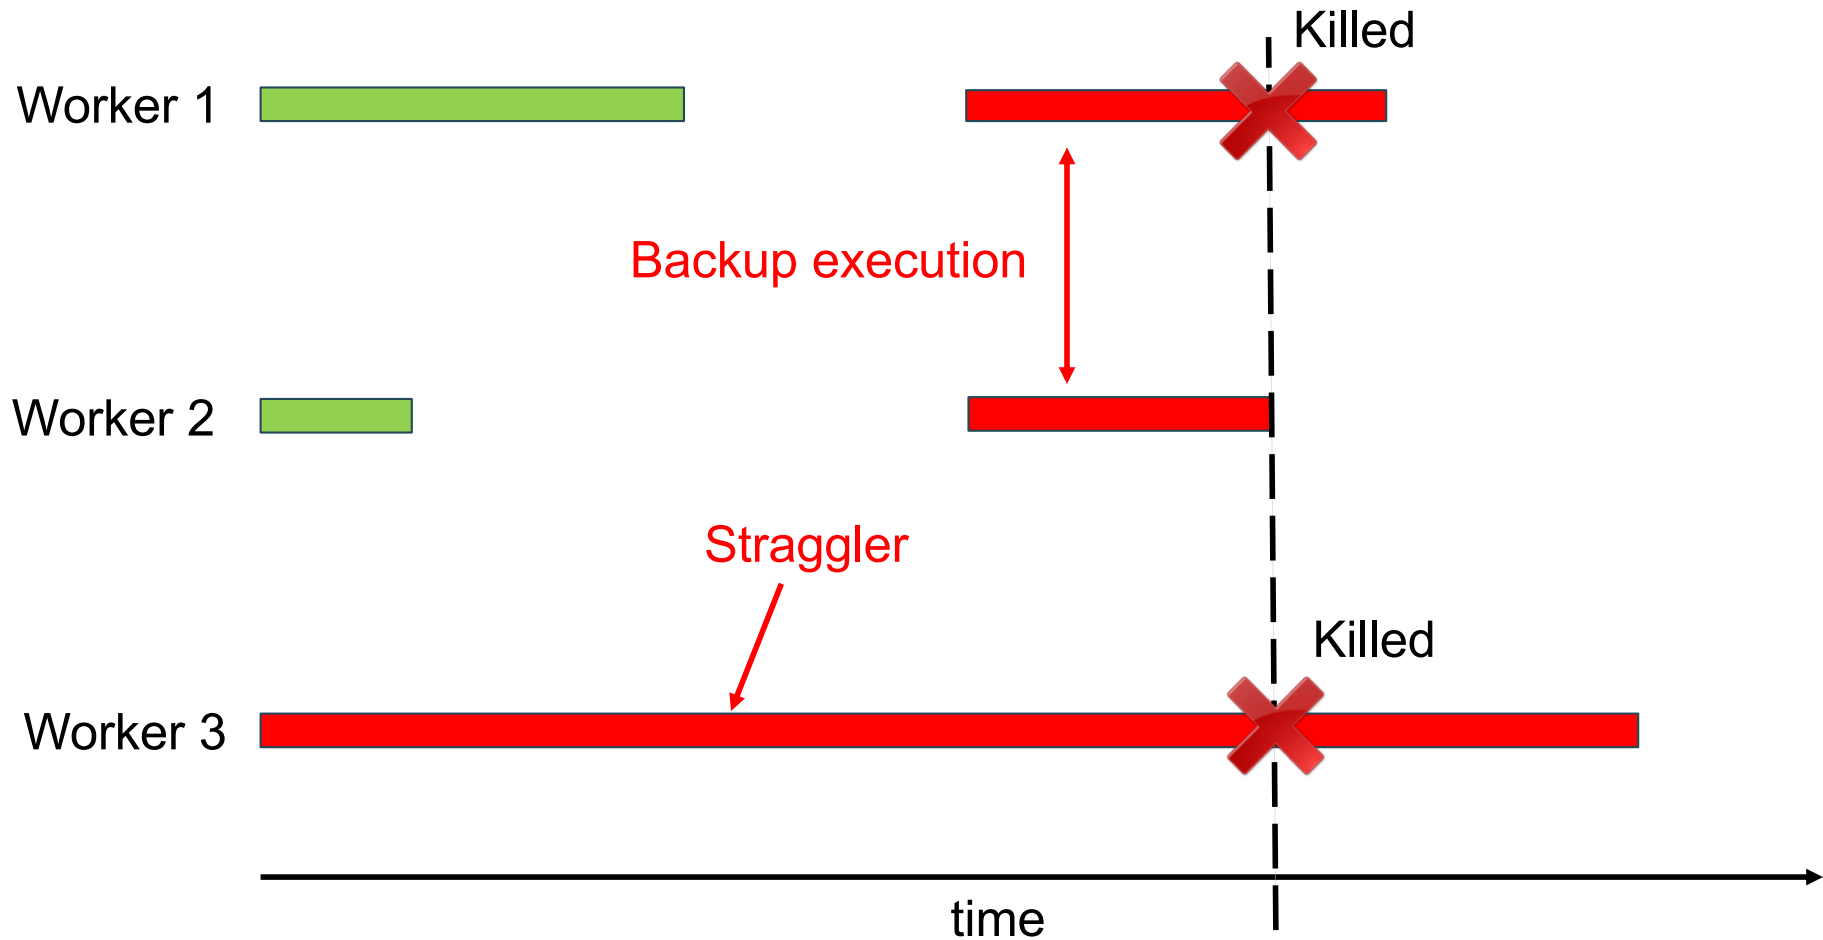 Killed
Worker 1
Backup execution
Worker 2
Straggler
Killed
Worker 3
time